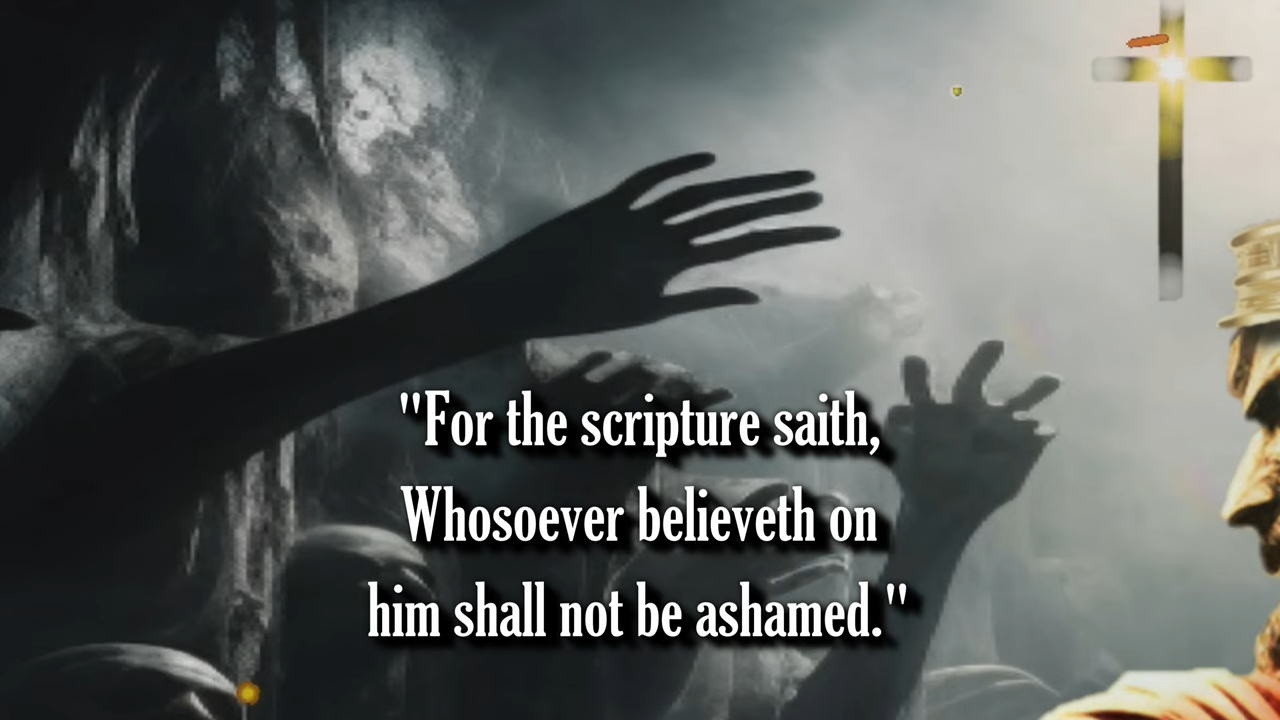 "For the scripture saith,
Whosoever believeth on
him shall not be ashamed."